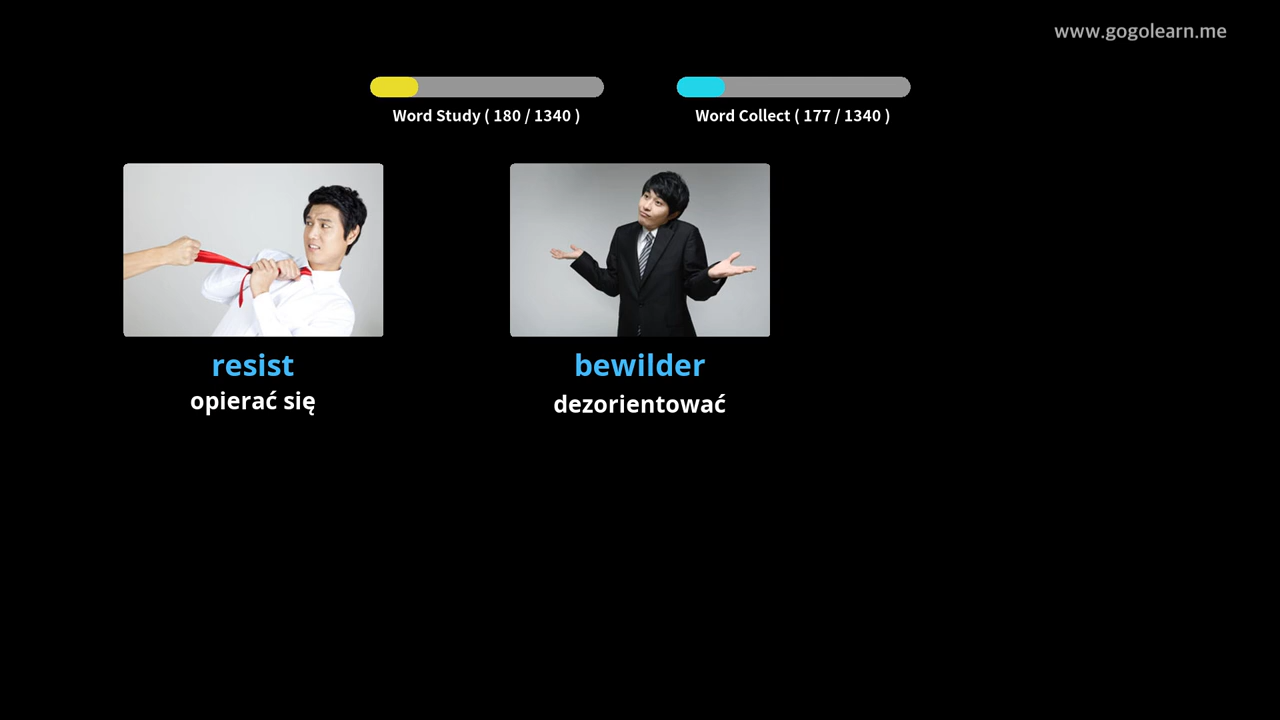 www.gogolearn.me
Word Study ( 180 / 1340 )
Word Collect ( 177 / 1340 )
resist
opierać się
bewilder
dezorientować